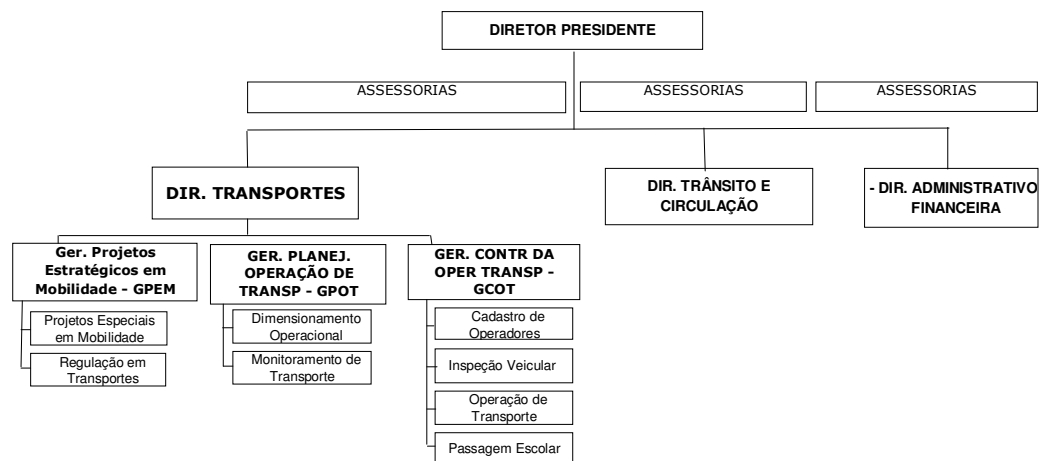 DIRETOR PRESIDENTE
ASSESSORIAS
ASSESSORIAS
ASSESSORIAS
DIR. TRANSPORTES
DIR. TRÂNSITO E
CIRCULAÇÃO
- DIR. ADMINISTRATIVO
FINANCEIRA
Ger. Projetos
Estratégicos em
Mobilidade - GPEM
Projetos Especiais
em Mobilidade
Regulação em
Transportes
GER. PLANEJ.
OPERAÇÃO DE
TRANSP - GPOT
Dimensionamento
Operacional
Monitoramento de
Transporte
GER. CONTR DA
OPER TRANSP -
GCOT
Cadastro de
Operadores
Inspeção Veicular
Operação de
Transporte
Passagem Escolar